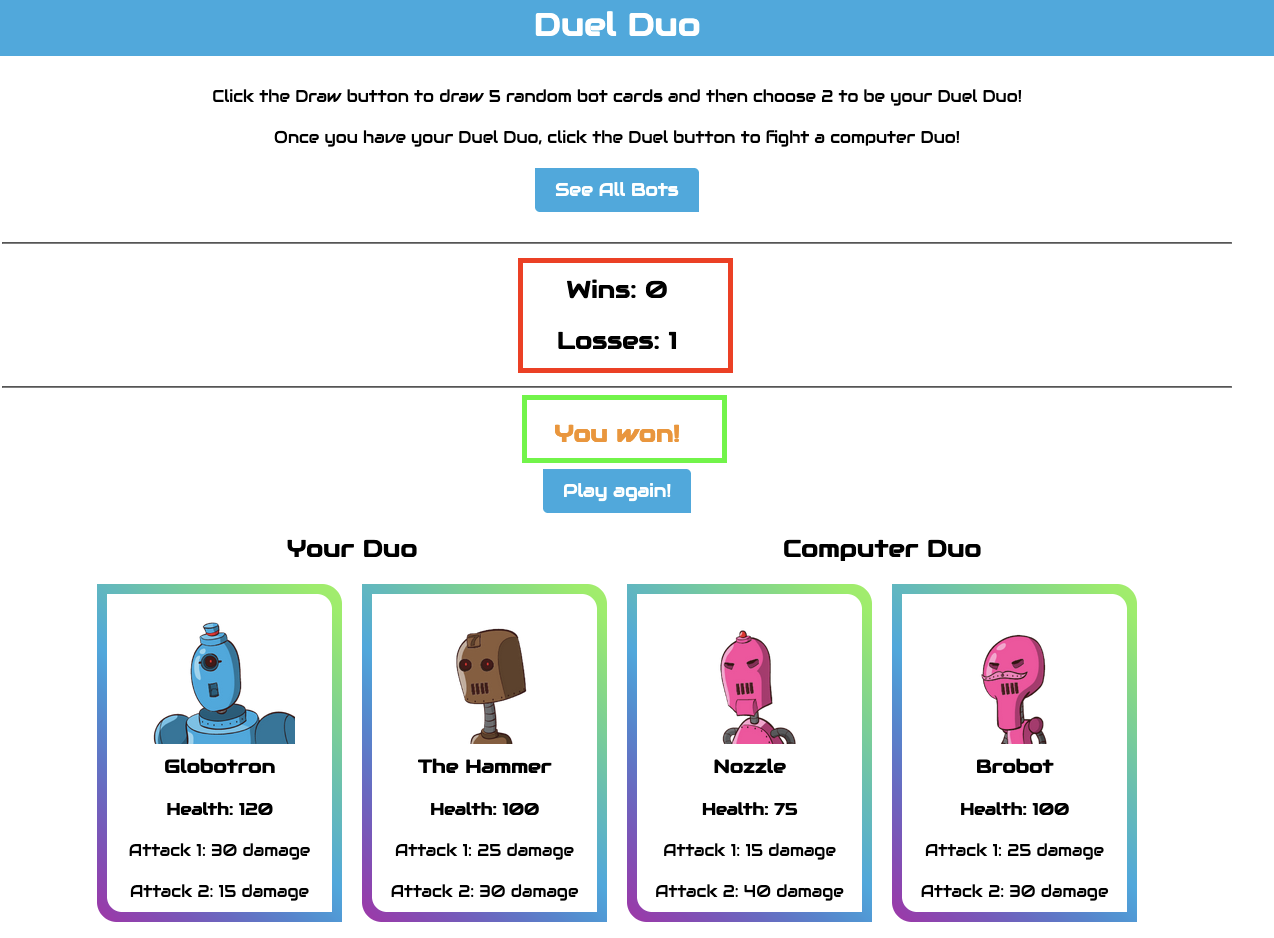 Duel Duo
Click the Draw button to draw 5 random bot cards and then choose 2 to be your Duel Duo!
Once you have your Duel Duo, click the Duel button to fight a computer Duo!
See All Bots
Wins: 0
Losses: 1
You won!
Play again!
Your Duo
Computer Duo
Globotron
Health: 120
Attack 1: 30 damage
Attack 2: 15 damage
The Hammer
Health: 100
Attack 1: 25 damage
Attack 2: 30 damage
Nozzle
Health: 75
Attack 1: 15 damage
Attack 2: 40 damage
Brobot
Health: 100
Attack 1: 25 damage
Attack 2: 30 damage